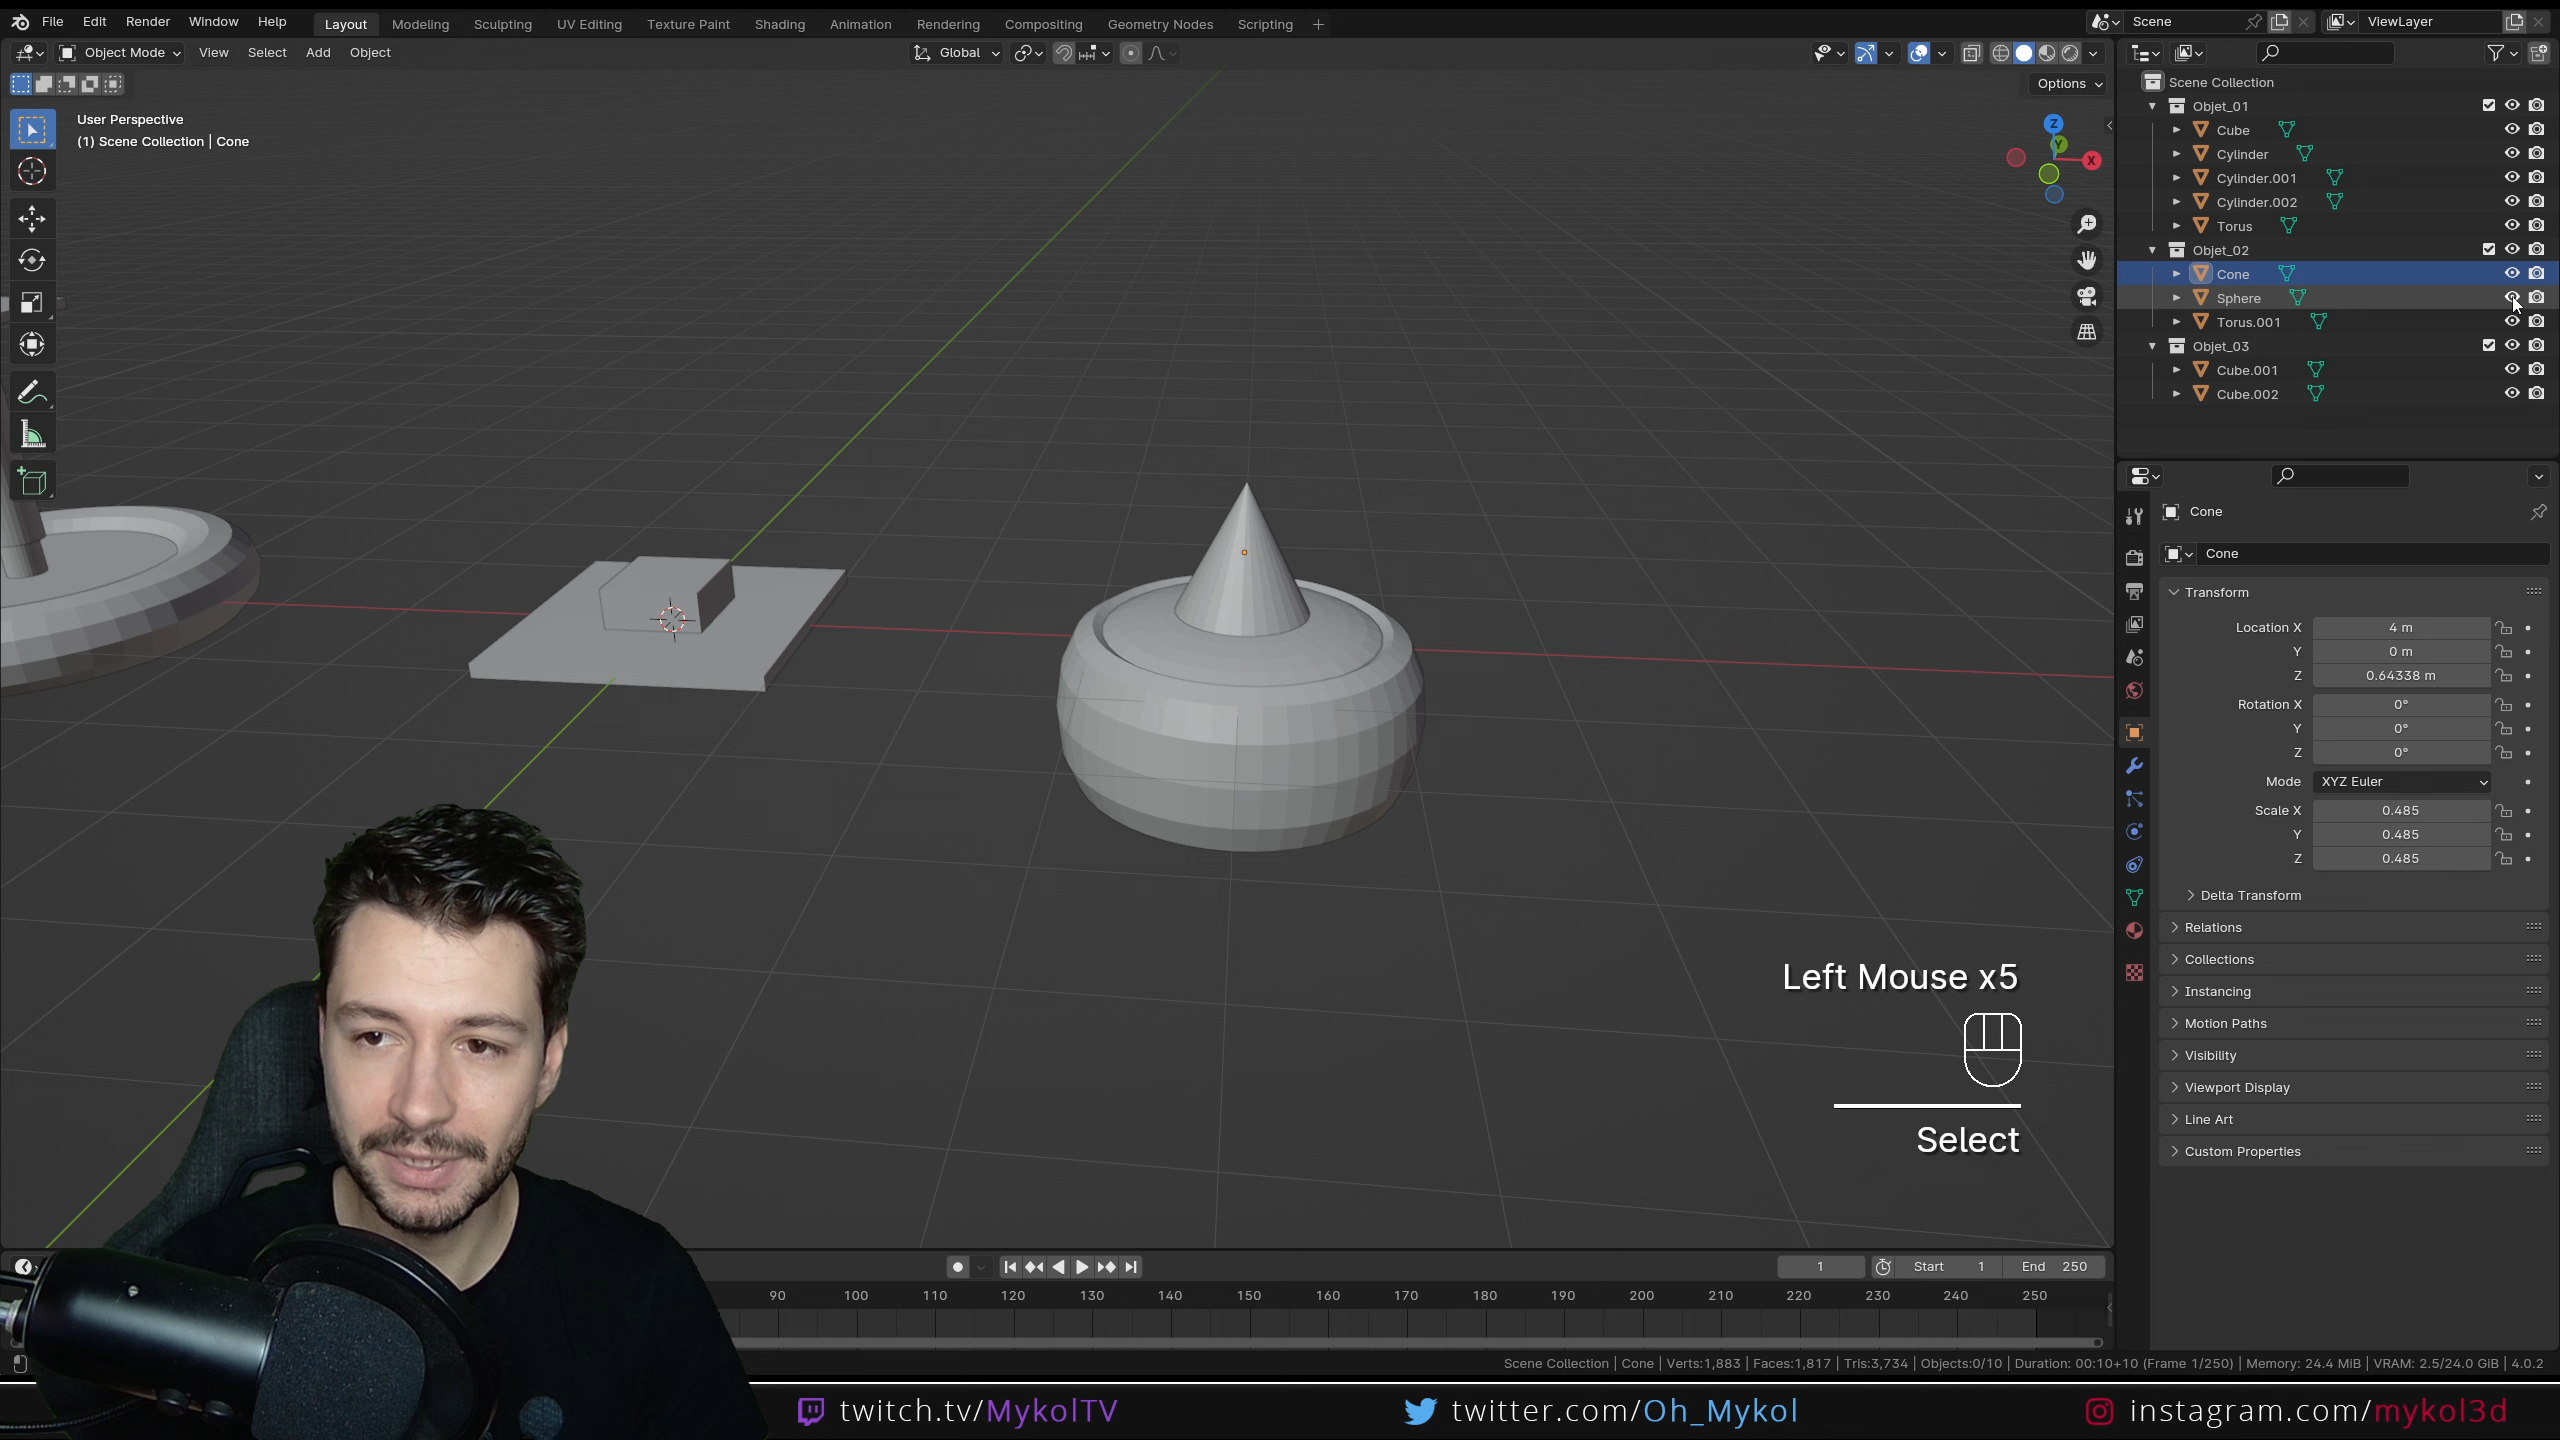 File Edit Render Window Help Layout Modeling Sculpting UV Editing Texture Paint Shading Animation Rendering Compositing Geometry Nodes Scripting Scene ViewLayer
Object Mode View Select Add Object Global
Options
User Perspective
(1) Scene Collection | Cone
Z
Y
X
Scene Collection
Objet_01
Cube
Cylinder
Cylinder.001
Cylinder.002
Torus
Objet_02
Cone
Sphere
Torus.001
Objet_03
Cube.001
Cube.002
Cone
Cone
Transform
Location X 4 m
Y 0 m
Z 0.64338 m
Rotation X 0°
Y 0°
Z 0°
Mode XYZ Euler
Scale X 0.485
Y 0.485
Z 0.485
Delta Transform
Relations
Collections
Instancing
Motion Paths
Visibility
Viewport Display
Line Art
Custom Properties
Left Mouse x5
Select
1 Start 1 End 250
90 100 110 120 130 140 150 160 170 180 190 200 210 220 230 240 250
Scene Collection | Cone | Verts:1,883 | Faces:1,817 | Tris:3,734 | Objects:0/10 | Duration: 00:10+10 (Frame 1/250) | Memory: 24.4 MiB | VRAM: 2.5/24.0 GiB | 4.0.2
twitch.tv/MykolTV twitter.com/Oh_Mykol instagram.com/mykol3d